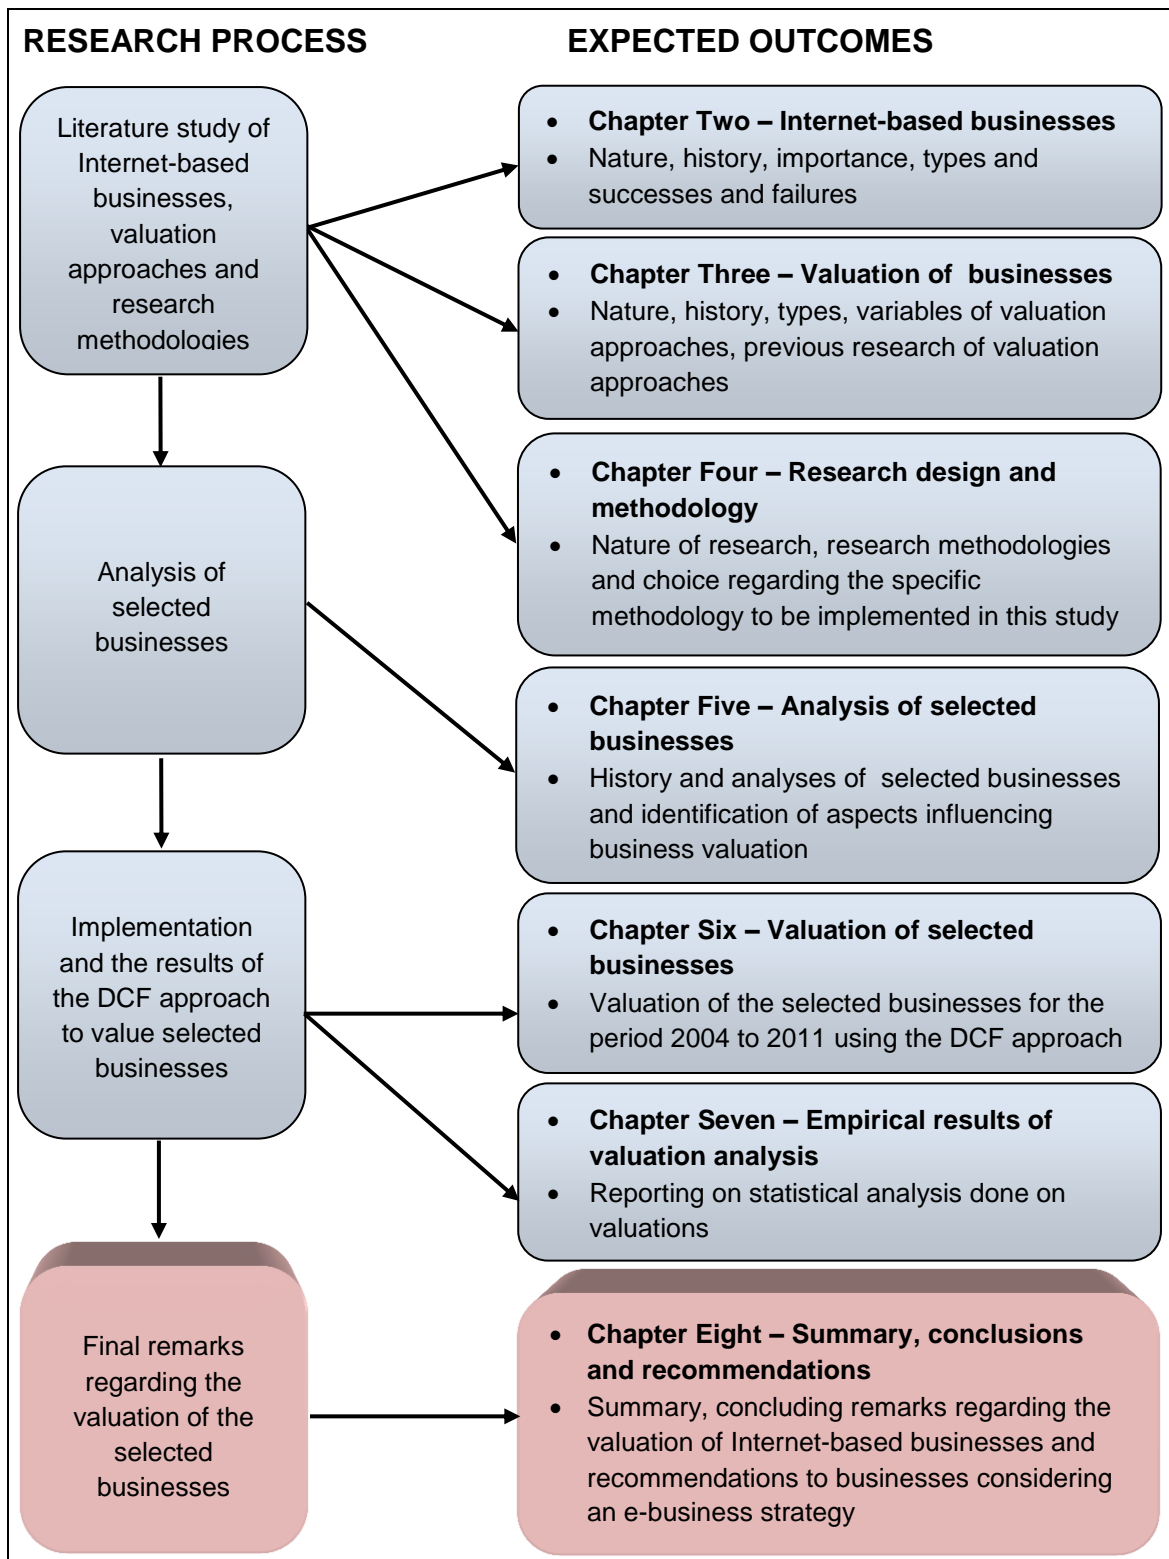 RESEARCH PROCESS
EXPECTED OUTCOMES
Literature study of
Internet-based
businesses,
valuation
approaches and
research
methodologies
• Chapter Two – Internet-based businesses
• Nature, history, importance, types and
successes and failures
• Chapter Three – Valuation of  businesses
• Nature, history, types, variables of valuation
approaches, previous research of valuation
approaches
• Chapter Four – Research design and
methodology
• Nature of research, research methodologies
and choice regarding the specific
methodology to be implemented in this study
Analysis of
selected
businesses
• Chapter Five – Analysis of selected
businesses
• History and analyses of  selected businesses
and identification of aspects influencing
business valuation
Implementation
and the results of
the DCF approach
to value selected
businesses
• Chapter Six – Valuation of selected
businesses
• Valuation of the selected businesses for the
period 2004 to 2011 using the DCF approach
• Chapter Seven – Empirical results of
valuation analysis
• Reporting on statistical analysis done on
valuations
Final remarks
regarding the
valuation of the
selected
businesses
• Chapter Eight – Summary, conclusions
and recommendations
• Summary, concluding remarks regarding the
valuation of Internet-based businesses and
recommendations to businesses considering
an e-business strategy